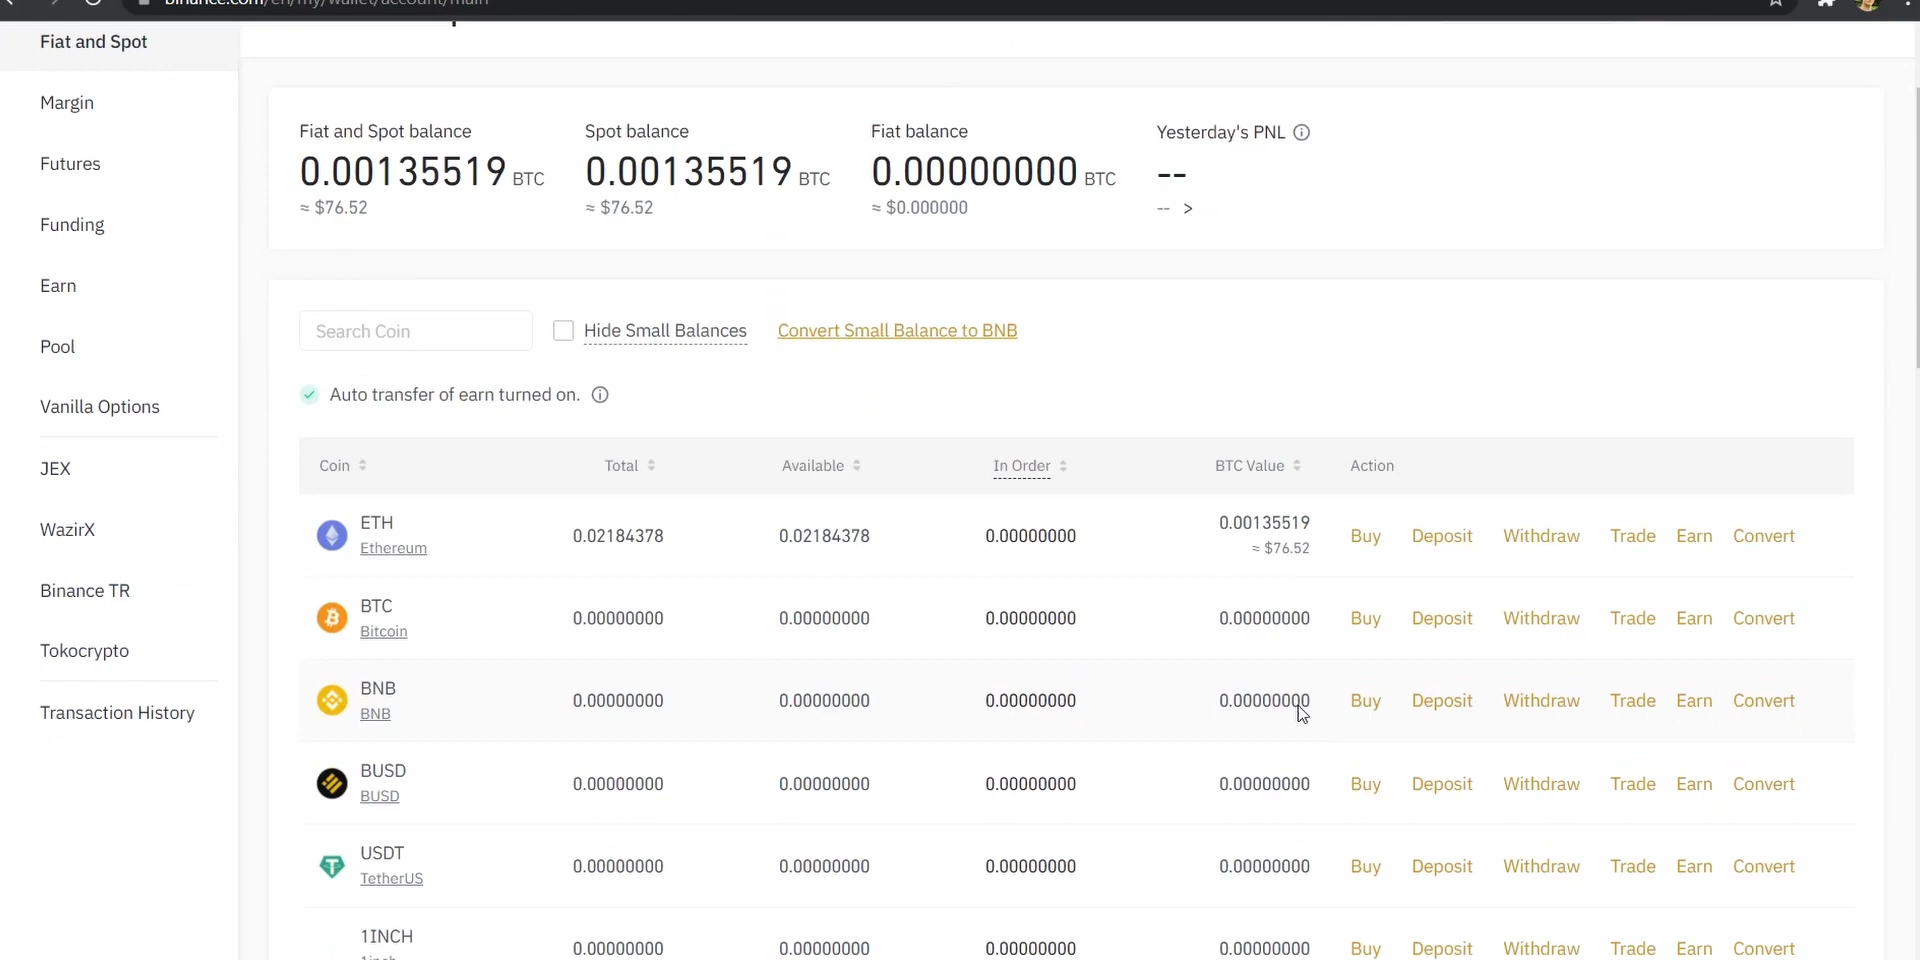 binance.com/en/my/wallet/account/main
Fiat and Spot
Margin
Futures
Funding
Earn
Pool
Vanilla Options
JEX
WazirX
Binance TR
Tokocrypto
Transaction History
Fiat and Spot balance Spot balance Fiat balance Yesterday's PNL
0.00135519 BTC 0.00135519 BTC 0.00000000 BTC --
≈ $76.52 ≈ $76.52 ≈ $0.000000 -- >
Search Coin Hide Small Balances Convert Small Balance to BNB
Auto transfer of earn turned on.
Coin Total Available In Order BTC Value Action
ETH 0.02184378 0.02184378 0.00000000 0.00135519 Buy Deposit Withdraw Trade Earn Convert
Ethereum ≈ $76.52
BTC 0.00000000 0.00000000 0.00000000 0.00000000 Buy Deposit Withdraw Trade Earn Convert
Bitcoin
BNB 0.00000000 0.00000000 0.00000000 0.00000000 Buy Deposit Withdraw Trade Earn Convert
BNB
BUSD 0.00000000 0.00000000 0.00000000 0.00000000 Buy Deposit Withdraw Trade Earn Convert
BUSD
USDT 0.00000000 0.00000000 0.00000000 0.00000000 Buy Deposit Withdraw Trade Earn Convert
TetherUS
1INCH 0.00000000 0.00000000 0.00000000 0.00000000 Buy Deposit Withdraw Trade Earn Convert
1inch